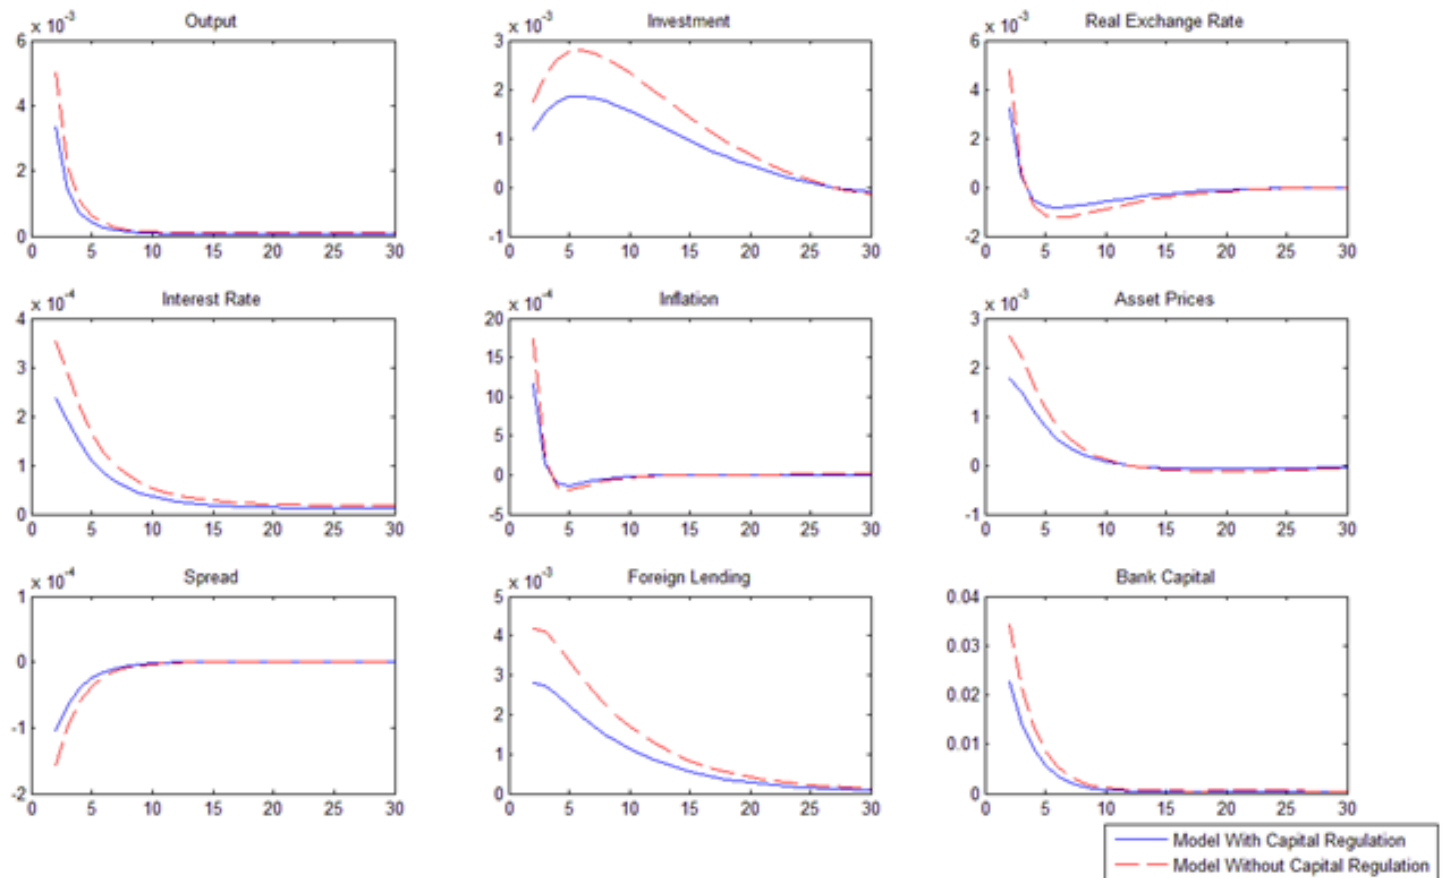 Output
x 10-3
6
4
2
0
0 5 10 15 20 25 30
Investment
x 10-3
3
2
1
0
-1
0 5 10 15 20 25 30
Real Exchange Rate
x 10-3
6
4
2
0
-2
0 5 10 15 20 25 30
Interest Rate
x 10-4
4
3
2
1
0
0 5 10 15 20 25 30
Inflation
x 10-4
20
15
10
5
0
-5
0 5 10 15 20 25 30
Asset Prices
x 10-3
3
2
1
0
-1
0 5 10 15 20 25 30
Spread
x 10-4
1
0
-1
-2
0 5 10 15 20 25 30
Foreign Lending
x 10-3
5
4
3
2
1
0
0 5 10 15 20 25 30
Bank Capital
0.04
0.03
0.02
0.01
0
0 5 10 15 20 25 30
Model With Capital Regulation
Model Without Capital Regulation